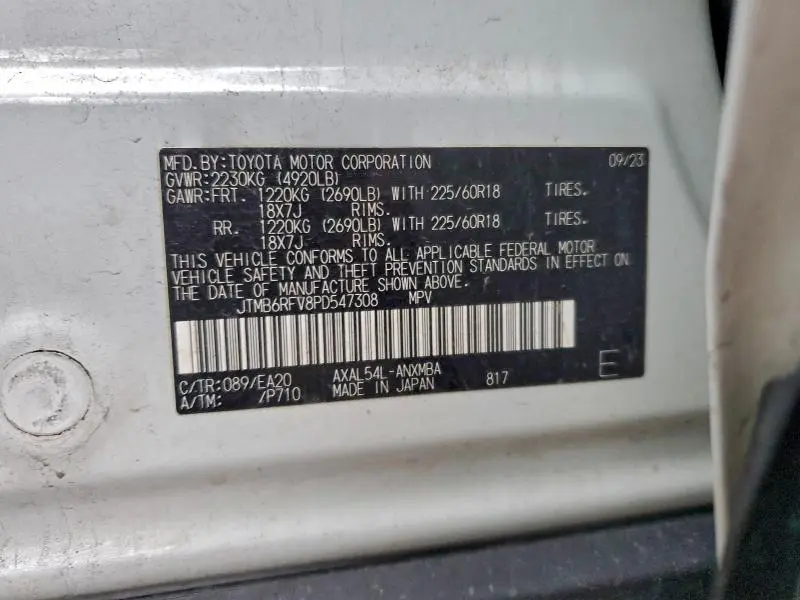 MFD.BY:TOYOTA MOTOR CORPORATION 09/23
GVWR:2230KG (4920LB)
GAWR:FRT. 1220KG (2690LB) WITH 225/60R18 TIRES.
18X7J RIMS.
RR. 1220KG (2690LB) WITH 225/60R18 TIRES.
18X7J RIMS.
THIS VEHICLE CONFORMS TO ALL APPLICABLE FEDERAL MOTOR
VEHICLE SAFETY AND THEFT PREVENTION STANDARDS IN EFFECT ON
THE DATE OF MANUFACTURE SHOWN ABOVE.
JTMB6RFV8PD547308 MPV
C/TR:089/EA20 AXAL54L-ANXMBA 817 E
A/TM: /P710 MADE IN JAPAN